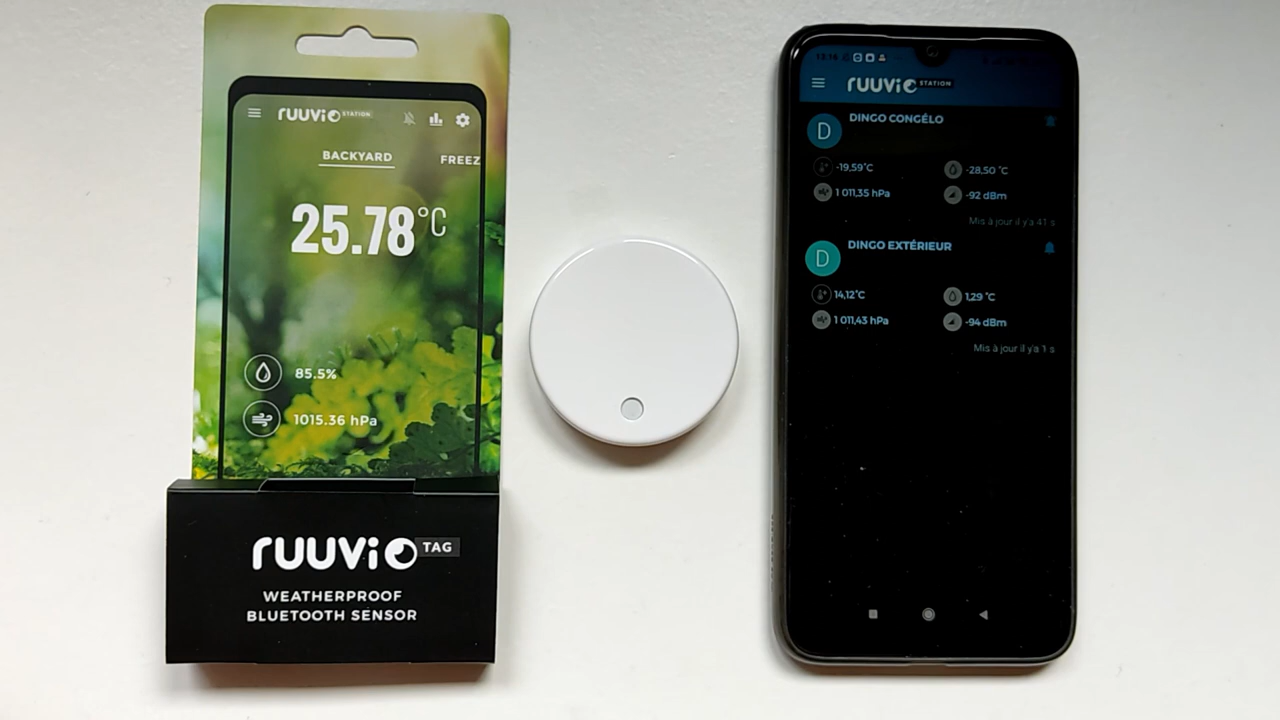 ruuvi STATION
BACKYARD
FREEZ
25.78°C
85.5%
1015.36 hPa
ruuvi TAG
WEATHERPROOF
BLUETOOTH SENSOR
ruuvi STATION
D
DINGO CONGÉLO
-19,59°C
-28,50 °C
1 011,35 hPa
-92 dBm
Mis à jour il y'a 41 s
D
DINGO EXTÉRIEUR
14,12°C
1,29 °C
1 011,43 hPa
-94 dBm
Mis à jour il y'a 1 s